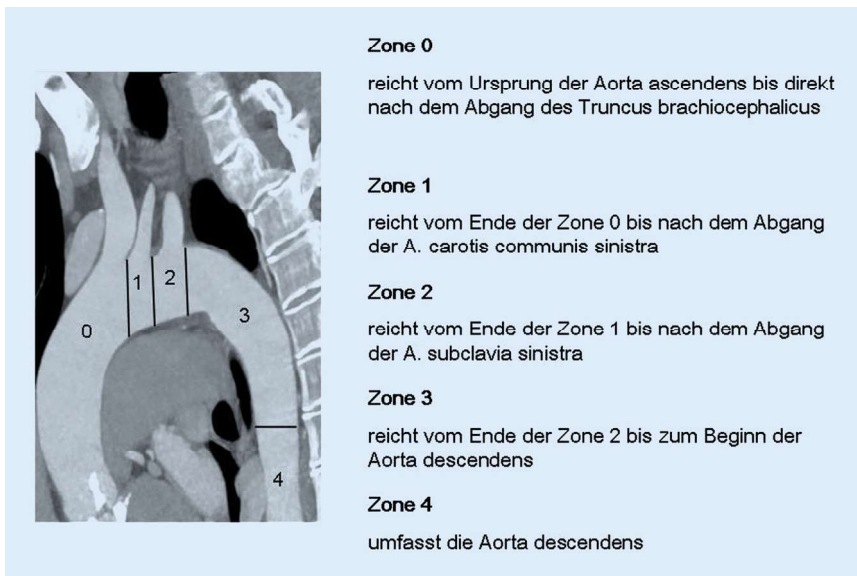 Zone 0
reicht vom Ursprung der Aorta ascendens bis direkt
nach dem Abgang des Truncus brachiocephalicus
Zone 1
reicht vom Ende der Zone 0 bis nach dem Abgang
der A. carotis communis sinistra
Zone 2
reicht vom Ende der Zone 1 bis nach dem Abgang
der A. subclavia sinistra
Zone 3
reicht vom Ende der Zone 2 bis zum Beginn der
Aorta descendens
Zone 4
umfasst die Aorta descendens
0
1
2
3
4